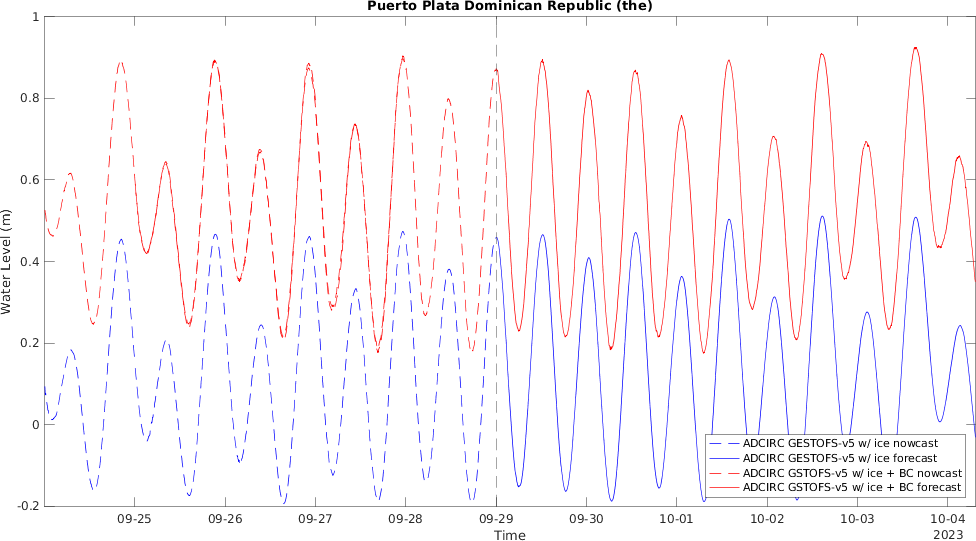 Puerto Plata Dominican Republic (the)
Water Level (m)
1
0.8
0.6
0.4
0.2
0
-0.2
ADCIRC GESTOFS-v5 w/ ice nowcast
ADCIRC GESTOFS-v5 w/ ice forecast
ADCIRC GSTOFS-v5 w/ ice + BC nowcast
ADCIRC GSTOFS-v5 w/ ice + BC forecast
09-25 09-26 09-27 09-28 09-29 09-30 10-01 10-02 10-03 10-04
2023
Time